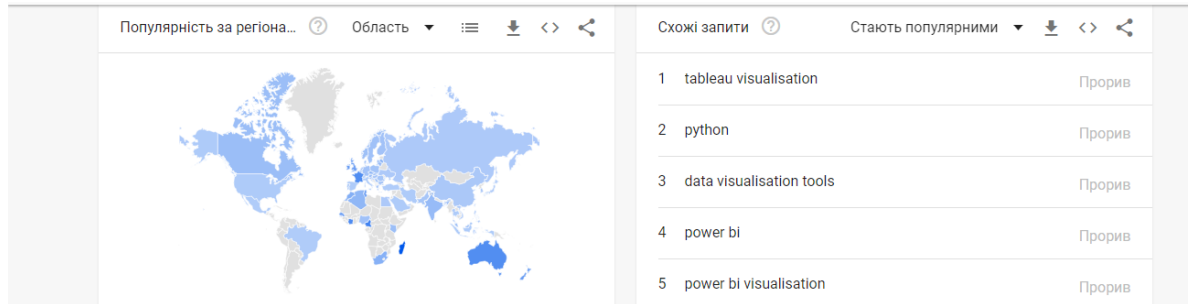 Популярність за регіона... ? Область
Схожі запити ? Стають популярними
1 tableau visualisation Прорив
2 python Прорив
3 data visualisation tools Прорив
4 power bi Прорив
5 power bi visualisation Прорив